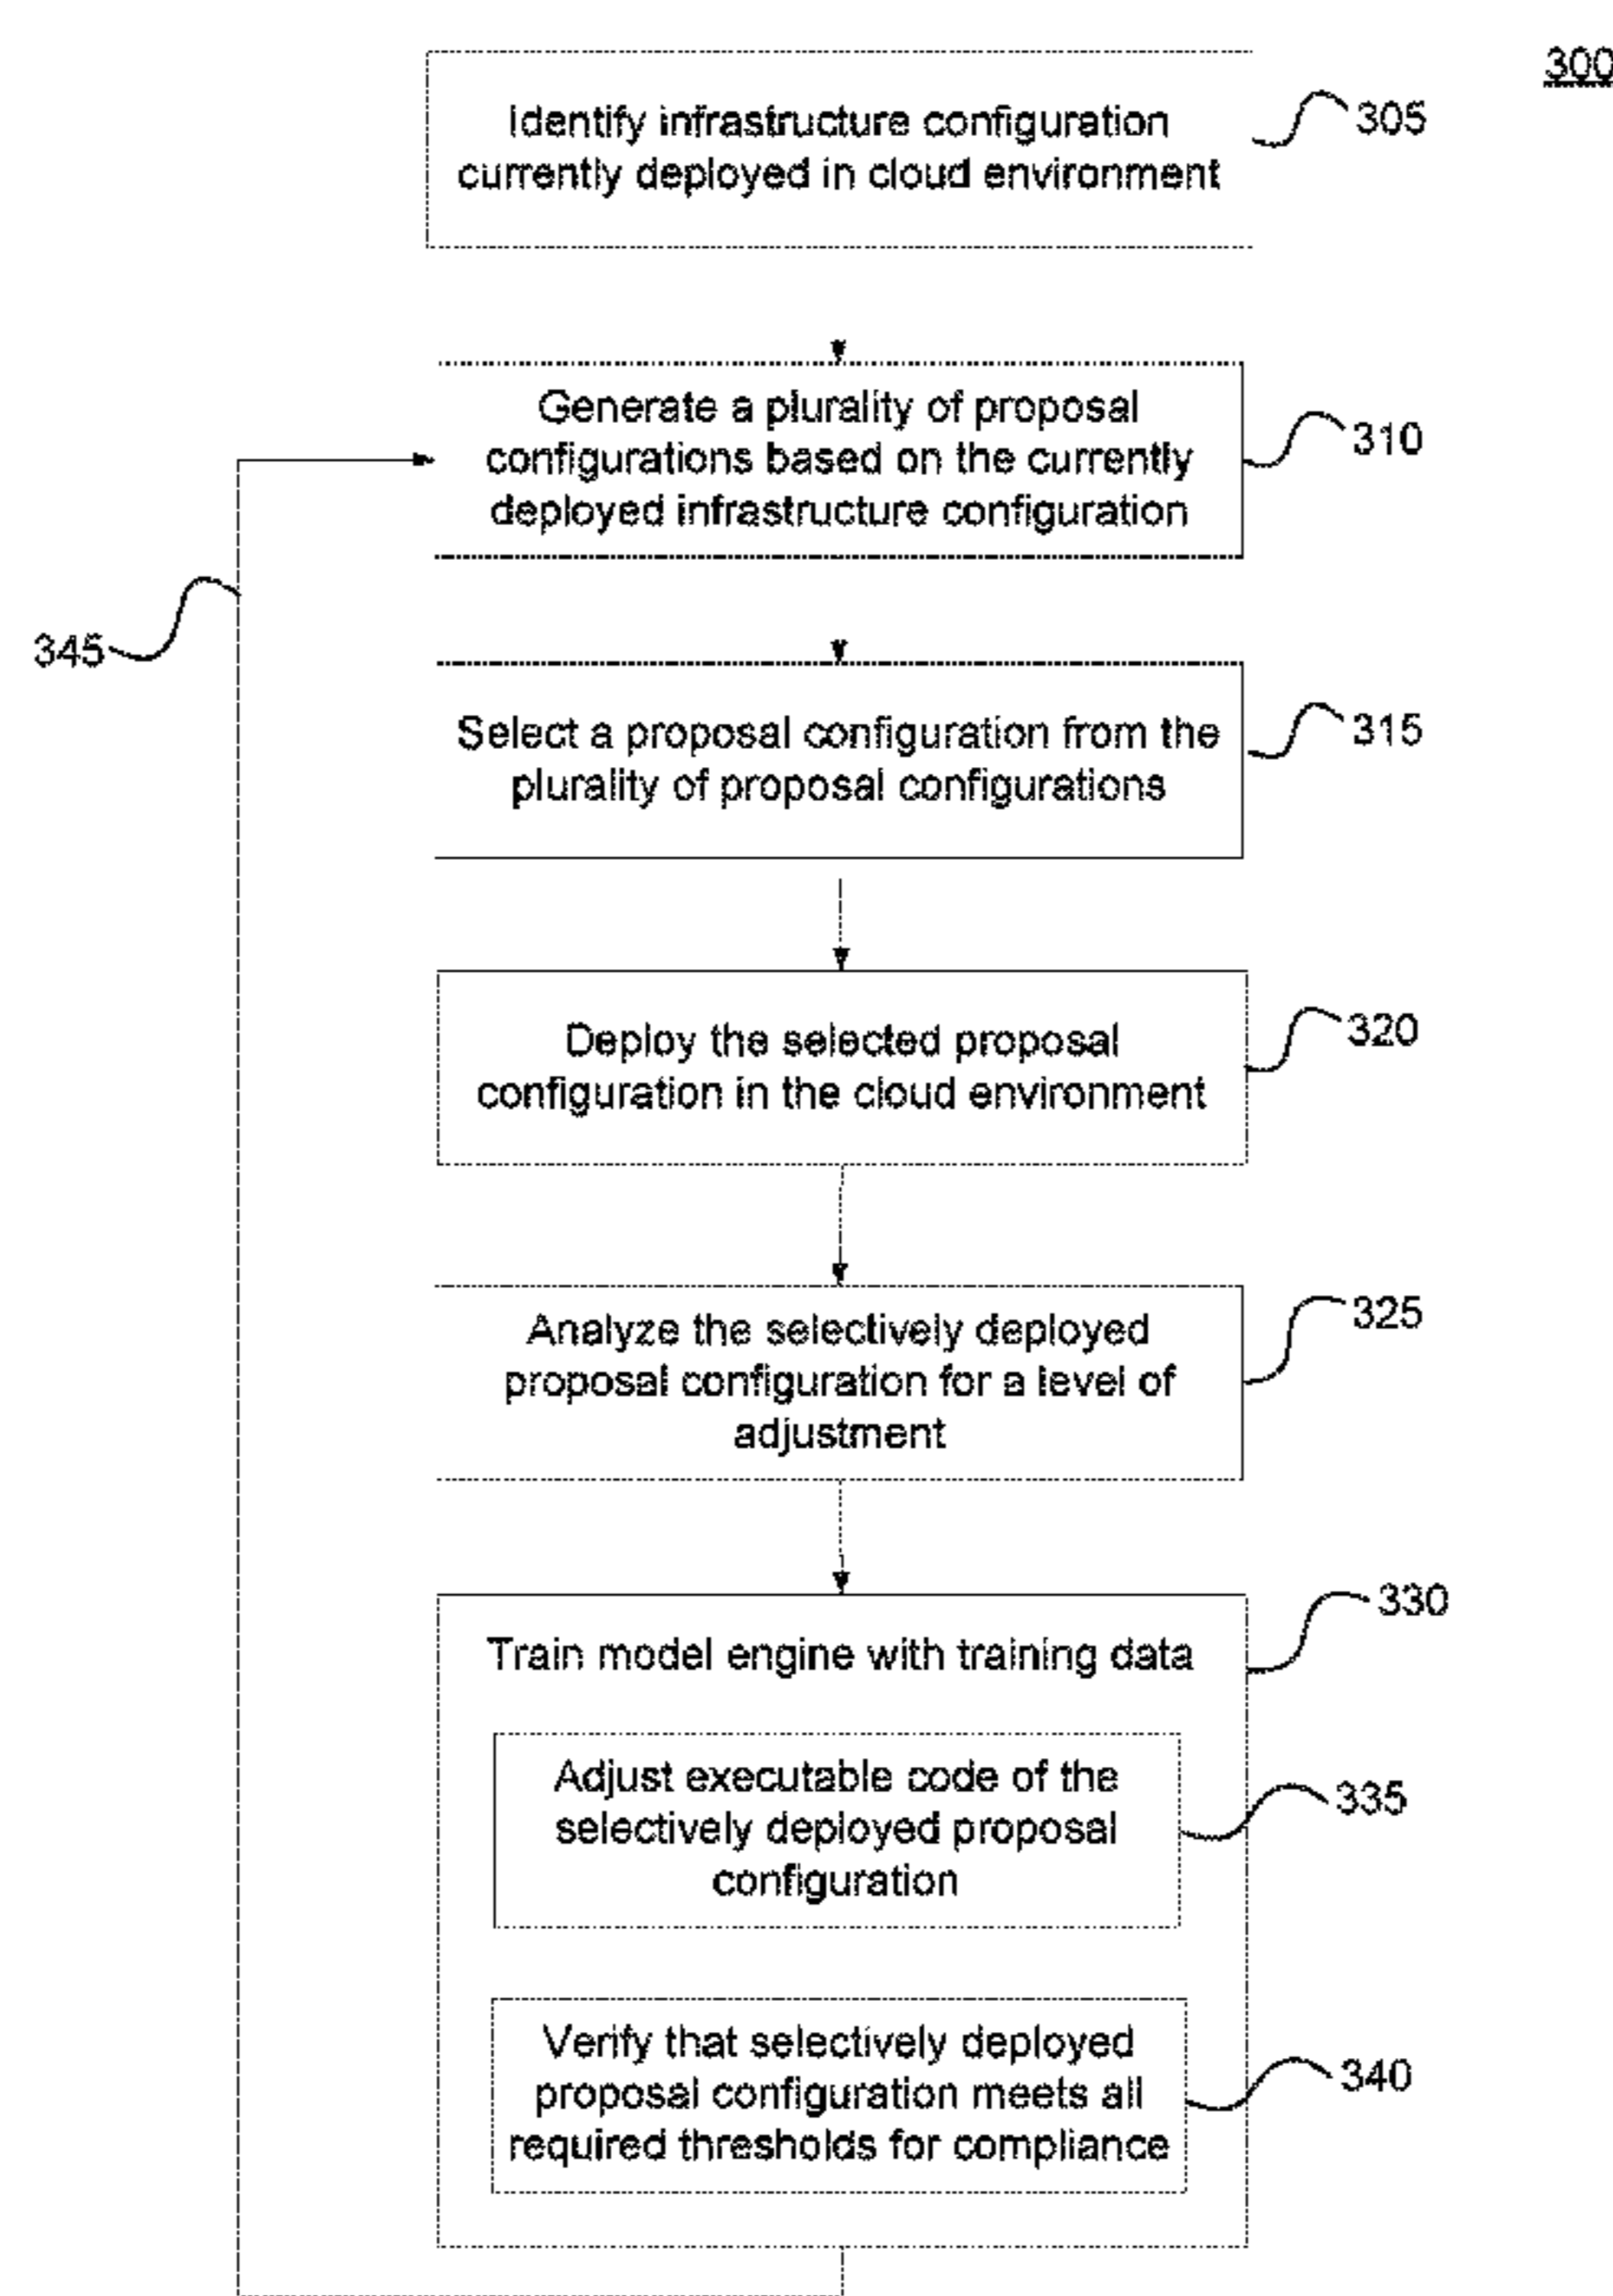 300
Identify infrastructure configuration
currently deployed in cloud environment
305
Generate a plurality of proposal
configurations based on the currently
deployed infrastructure configuration
310
345
Select a proposal configuration from the
plurality of proposal configurations
315
Deploy the selected proposal
configuration in the cloud environment
320
Analyze the selectively deployed
proposal configuration for a level of
adjustment
325
Train model engine with training data
330
Adjust executable code of the
selectively deployed proposal
configuration
335
Verify that selectively deployed
proposal configuration meets all
required thresholds for compliance
340